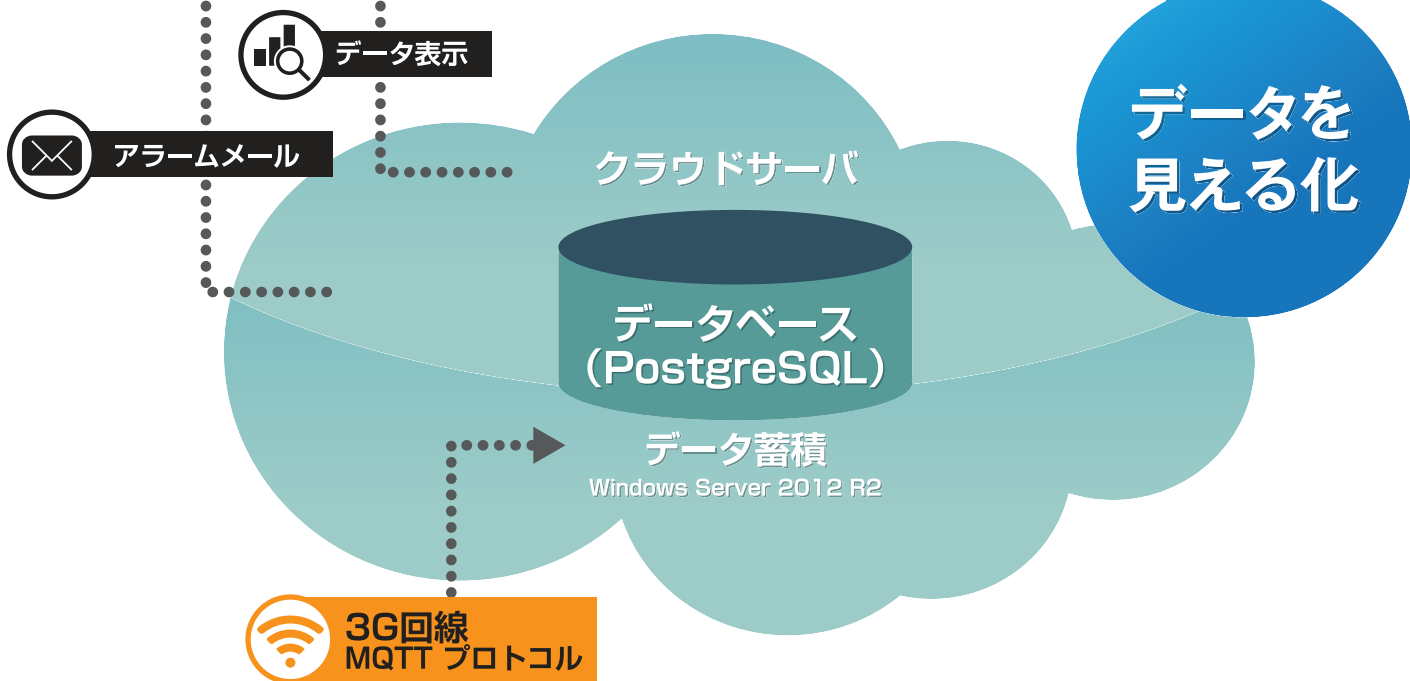 データ表示
アラームメール
クラウドサーバ
データを
見える化
データベース
（PostgreSQL）
データ蓄積
Windows Server 2012 R2
3G回線
MQTT プロトコル